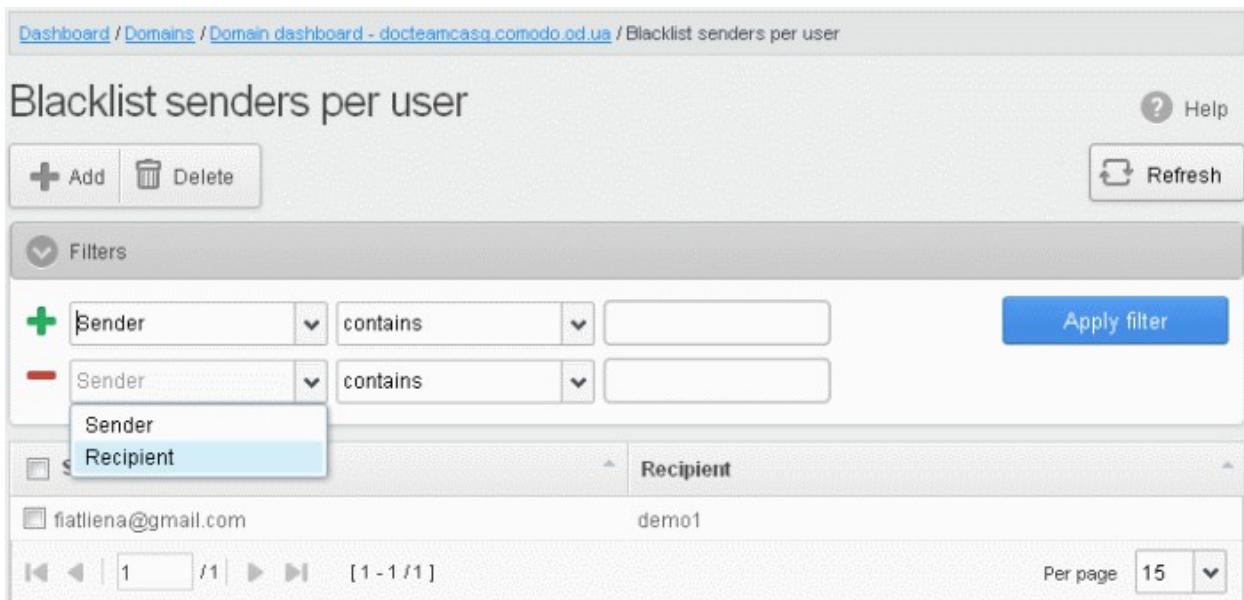 Dashboard / Domains / Domain dashboard - docteamcasg.comodo.od.ua / Blacklist senders per user
Blacklist senders per user
Help
Add Delete
Refresh
Filters
Sender contains
Apply filter
Sender contains
Sender
Recipient
S Recipient
fiatliena@gmail.com demo1
1 /1 [ 1 - 1 / 1 ] Per page 15